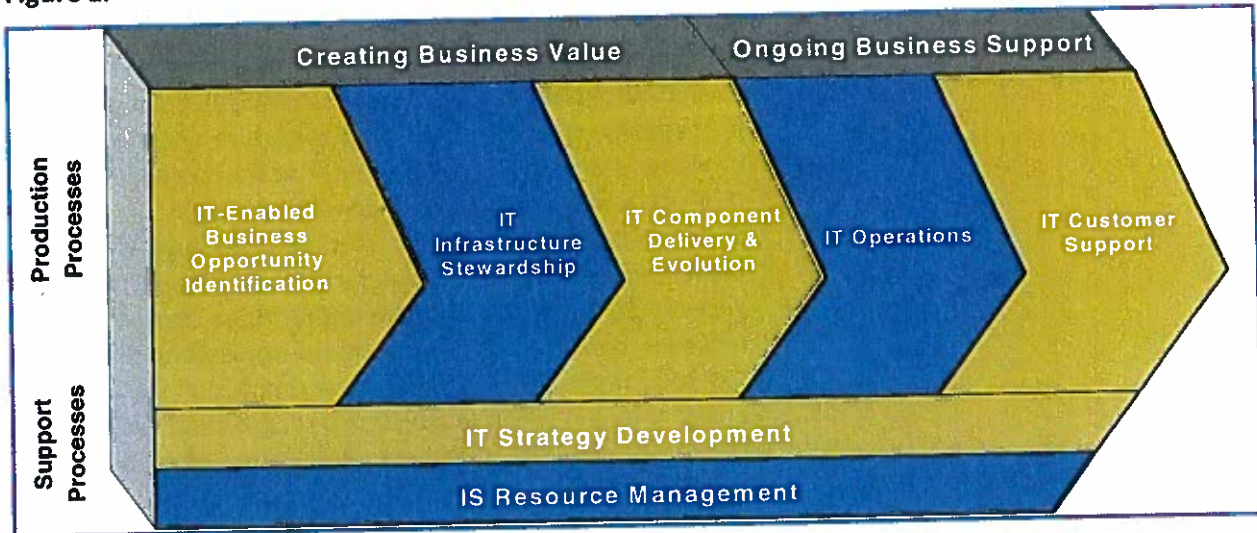 Creating Business Value
Ongoing Business Support
Production
Processes
IT-Enabled
Business
Opportunity
Identification
IT
Infrastructure
Stewardship
IT Component
Delivery &
Evolution
IT Operations
IT Customer
Support
Support
Processes
IT Strategy Development
IS Resource Management